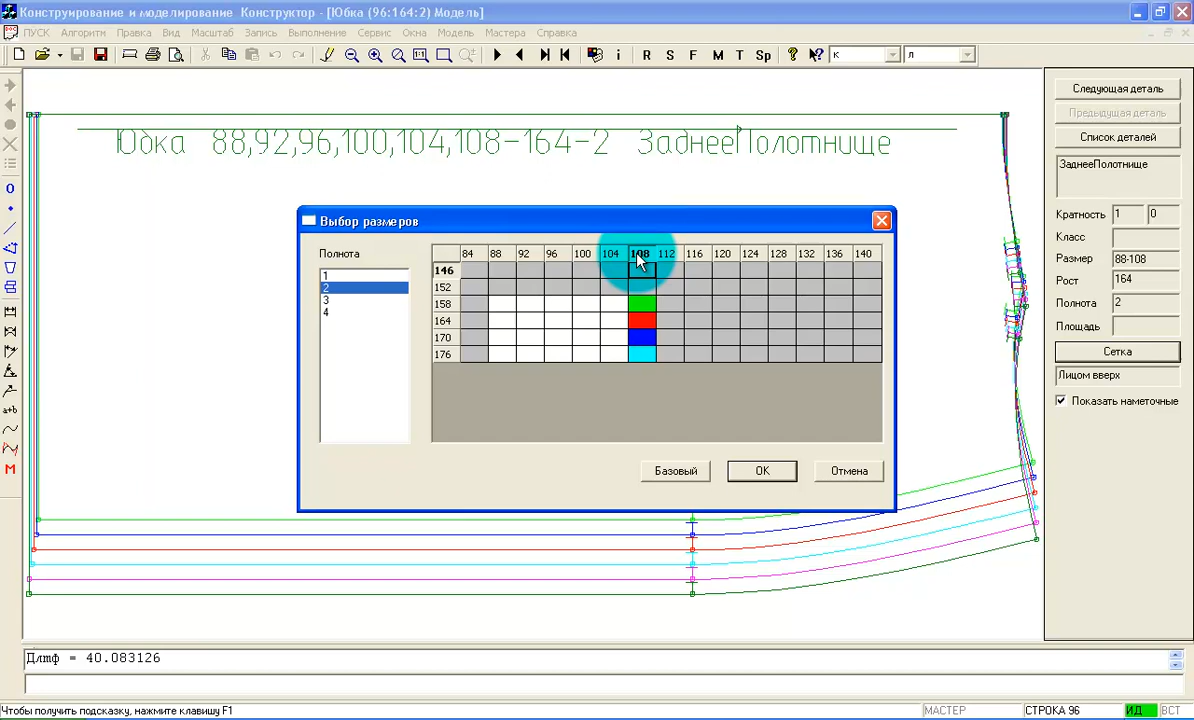 Конструирование и моделирование  Конструктор - [Юбка (96:164:2) Модель]
ПУСК Алгоритм Правка Вид Масштаб Запись Выполнение Сервис Окна Модель Мастера Справка
1:1 i R S F M T Sp ? к л
Юбка 88,92,96,100,104,108-164-2 ЗаднееПолотнище
Выбор размеров
Полнота
1
2
3
4
84 88 92 96 100 104 108 112 116 120 124 128 132 136 140
146
152
158
164
170
176
Базовый ОК Отмена
Следующая деталь
Предыдущая деталь
Список деталей
ЗаднееПолотнище
Кратность 1 0
Класс
Размер 88-108
Рост 164
Полнота 2
Площадь
Сетка
Лицом вверх
Показать наметочные
a+b
M
Длтф = 40.083126
Чтобы получить подсказку, нажмите клавишу F1 МАСТЕР СТРОКА 96 ИД ВСТ